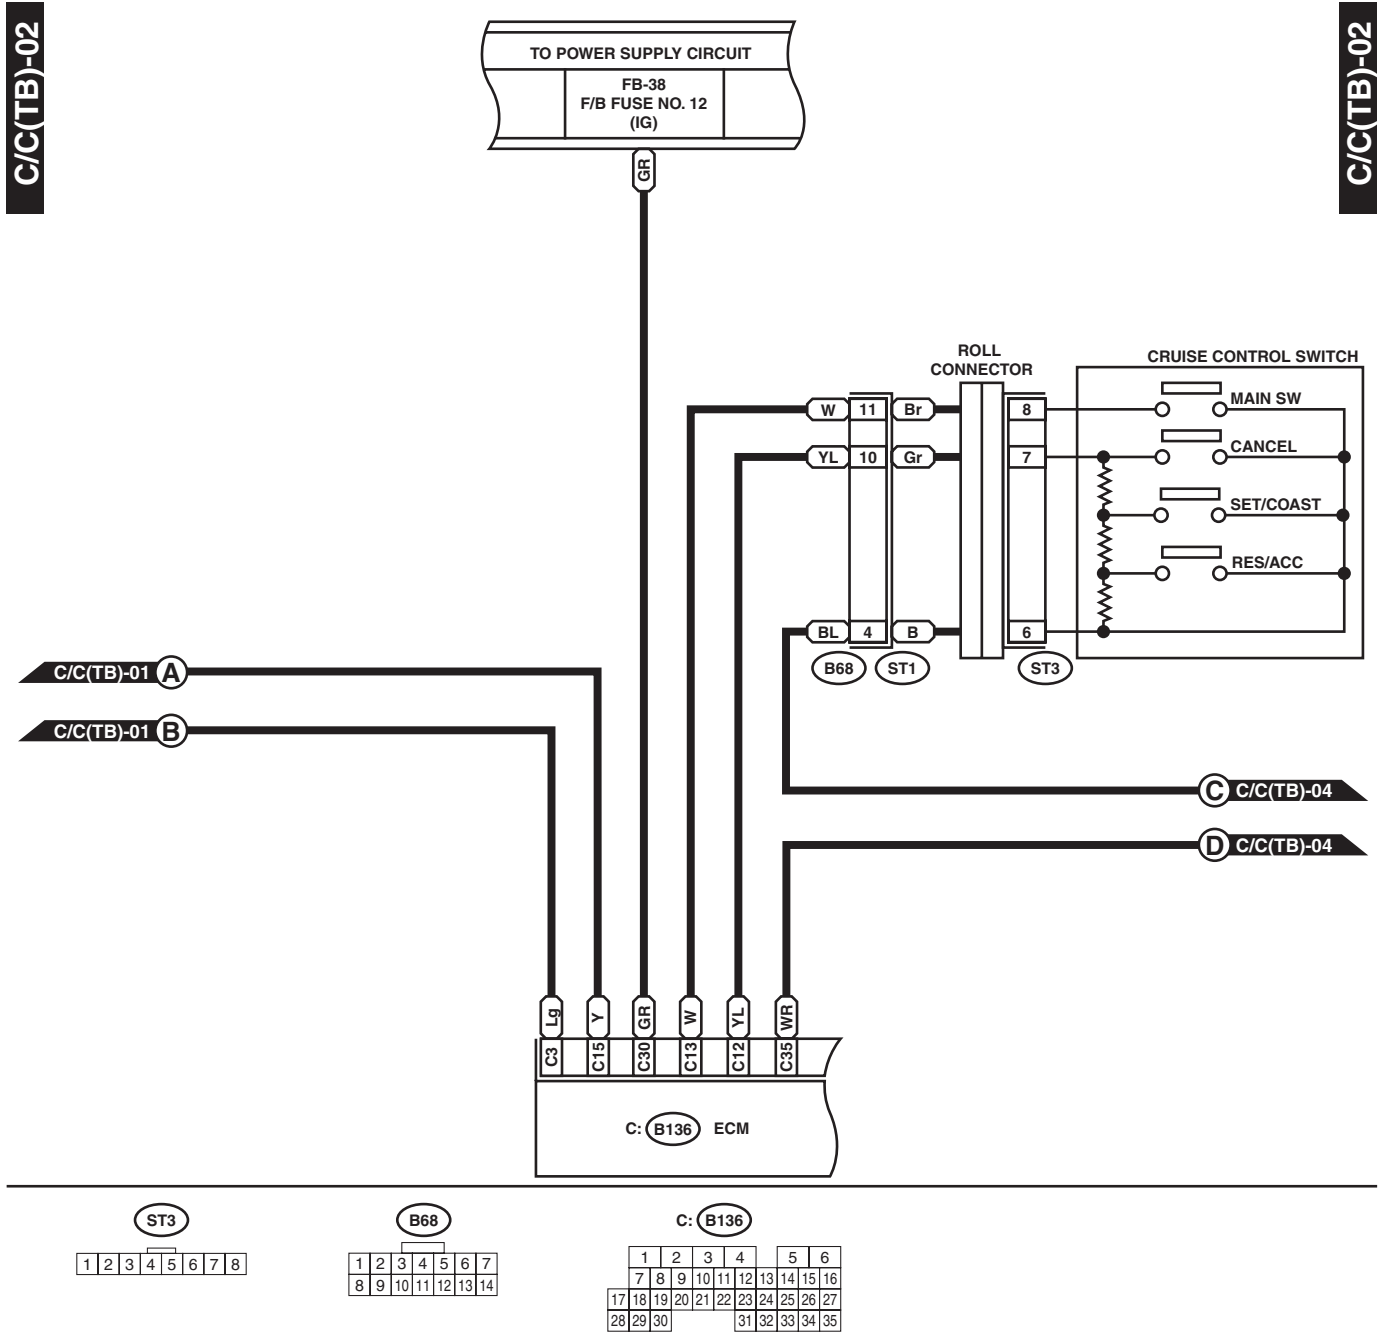 C/C(TB)-02
C/C(TB)-02
TO POWER SUPPLY CIRCUIT
FB-38
F/B FUSE NO. 12
(IG)
GR
ROLL
CONNECTOR
CRUISE CONTROL SWITCH
W 11 Br 8 MAIN SW
YL 10 Gr 7 CANCEL
SET/COAST
RES/ACC
BL 4 B 6
B68 ST1 ST3
C/C(TB)-01 A
C/C(TB)-01 B
C C/C(TB)-04
D C/C(TB)-04
Lg Y GR W YL WR
C3 C15 C30 C13 C12 C35
C: B136 ECM
ST3
1 2 3 4 5 6 7 8
B68
1 2 3 4 5 6 7
8 9 10 11 12 13 14
C: B136
1 2 3 4 5 6
7 8 9 10 11 12 13 14 15 16
17 18 19 20 21 22 23 24 25 26 27
28 29 30 31 32 33 34 35